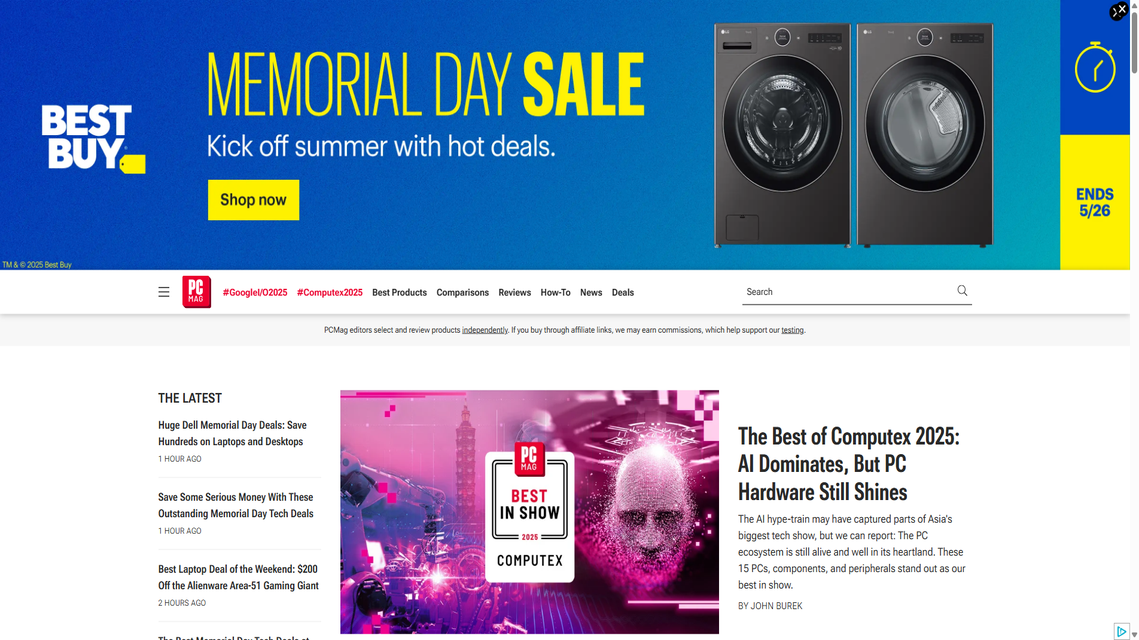 MEMORIAL DAY SALE
BEST
BUY
Kick off summer with hot deals.
Shop now
ENDS
5/26
TM & © 2025 Best Buy
PC
MAG
#GoogleI/O2025
#Computex2025
Best Products
Comparisons
Reviews
How-To
News
Deals
Search
PCMag editors select and review products independently. If you buy through affiliate links, we may earn commissions, which help support our testing.
THE LATEST
Huge Dell Memorial Day Deals: Save
Hundreds on Laptops and Desktops
1 HOUR AGO
Save Some Serious Money With These
Outstanding Memorial Day Tech Deals
1 HOUR AGO
Best Laptop Deal of the Weekend: $200
Off the Alienware Area-51 Gaming Giant
2 HOURS AGO
The Best Memorial Day Tech Deals at
PC
MAG
BEST
IN SHOW
2025
COMPUTEX
The Best of Computex 2025:
AI Dominates, But PC
Hardware Still Shines
The AI hype-train may have captured parts of Asia's
biggest tech show, but we can report: The PC
ecosystem is still alive and well in its heartland. These
15 PCs, components, and peripherals stand out as our
best in show.
BY JOHN BUREK